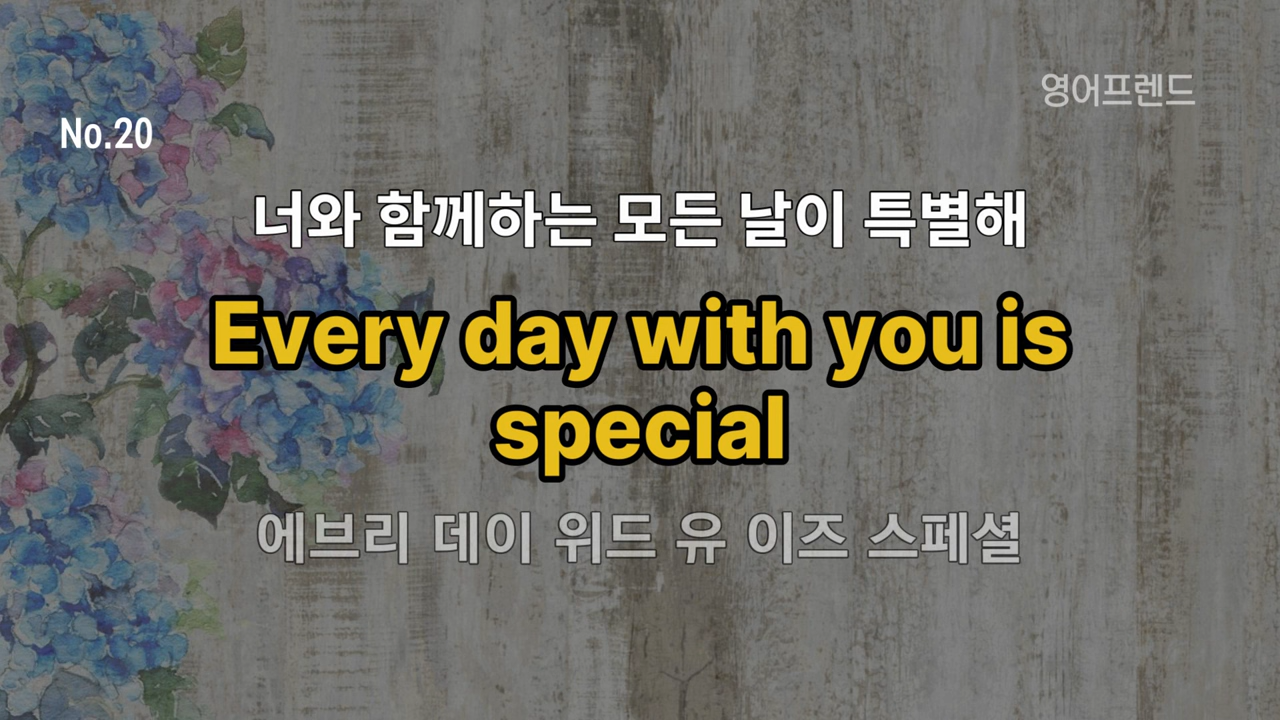 영어프렌드
No.20
너와 함께하는 모든 날이 특별해
Every day with you is
special
에브리 데이 위드 유 이즈 스페셜